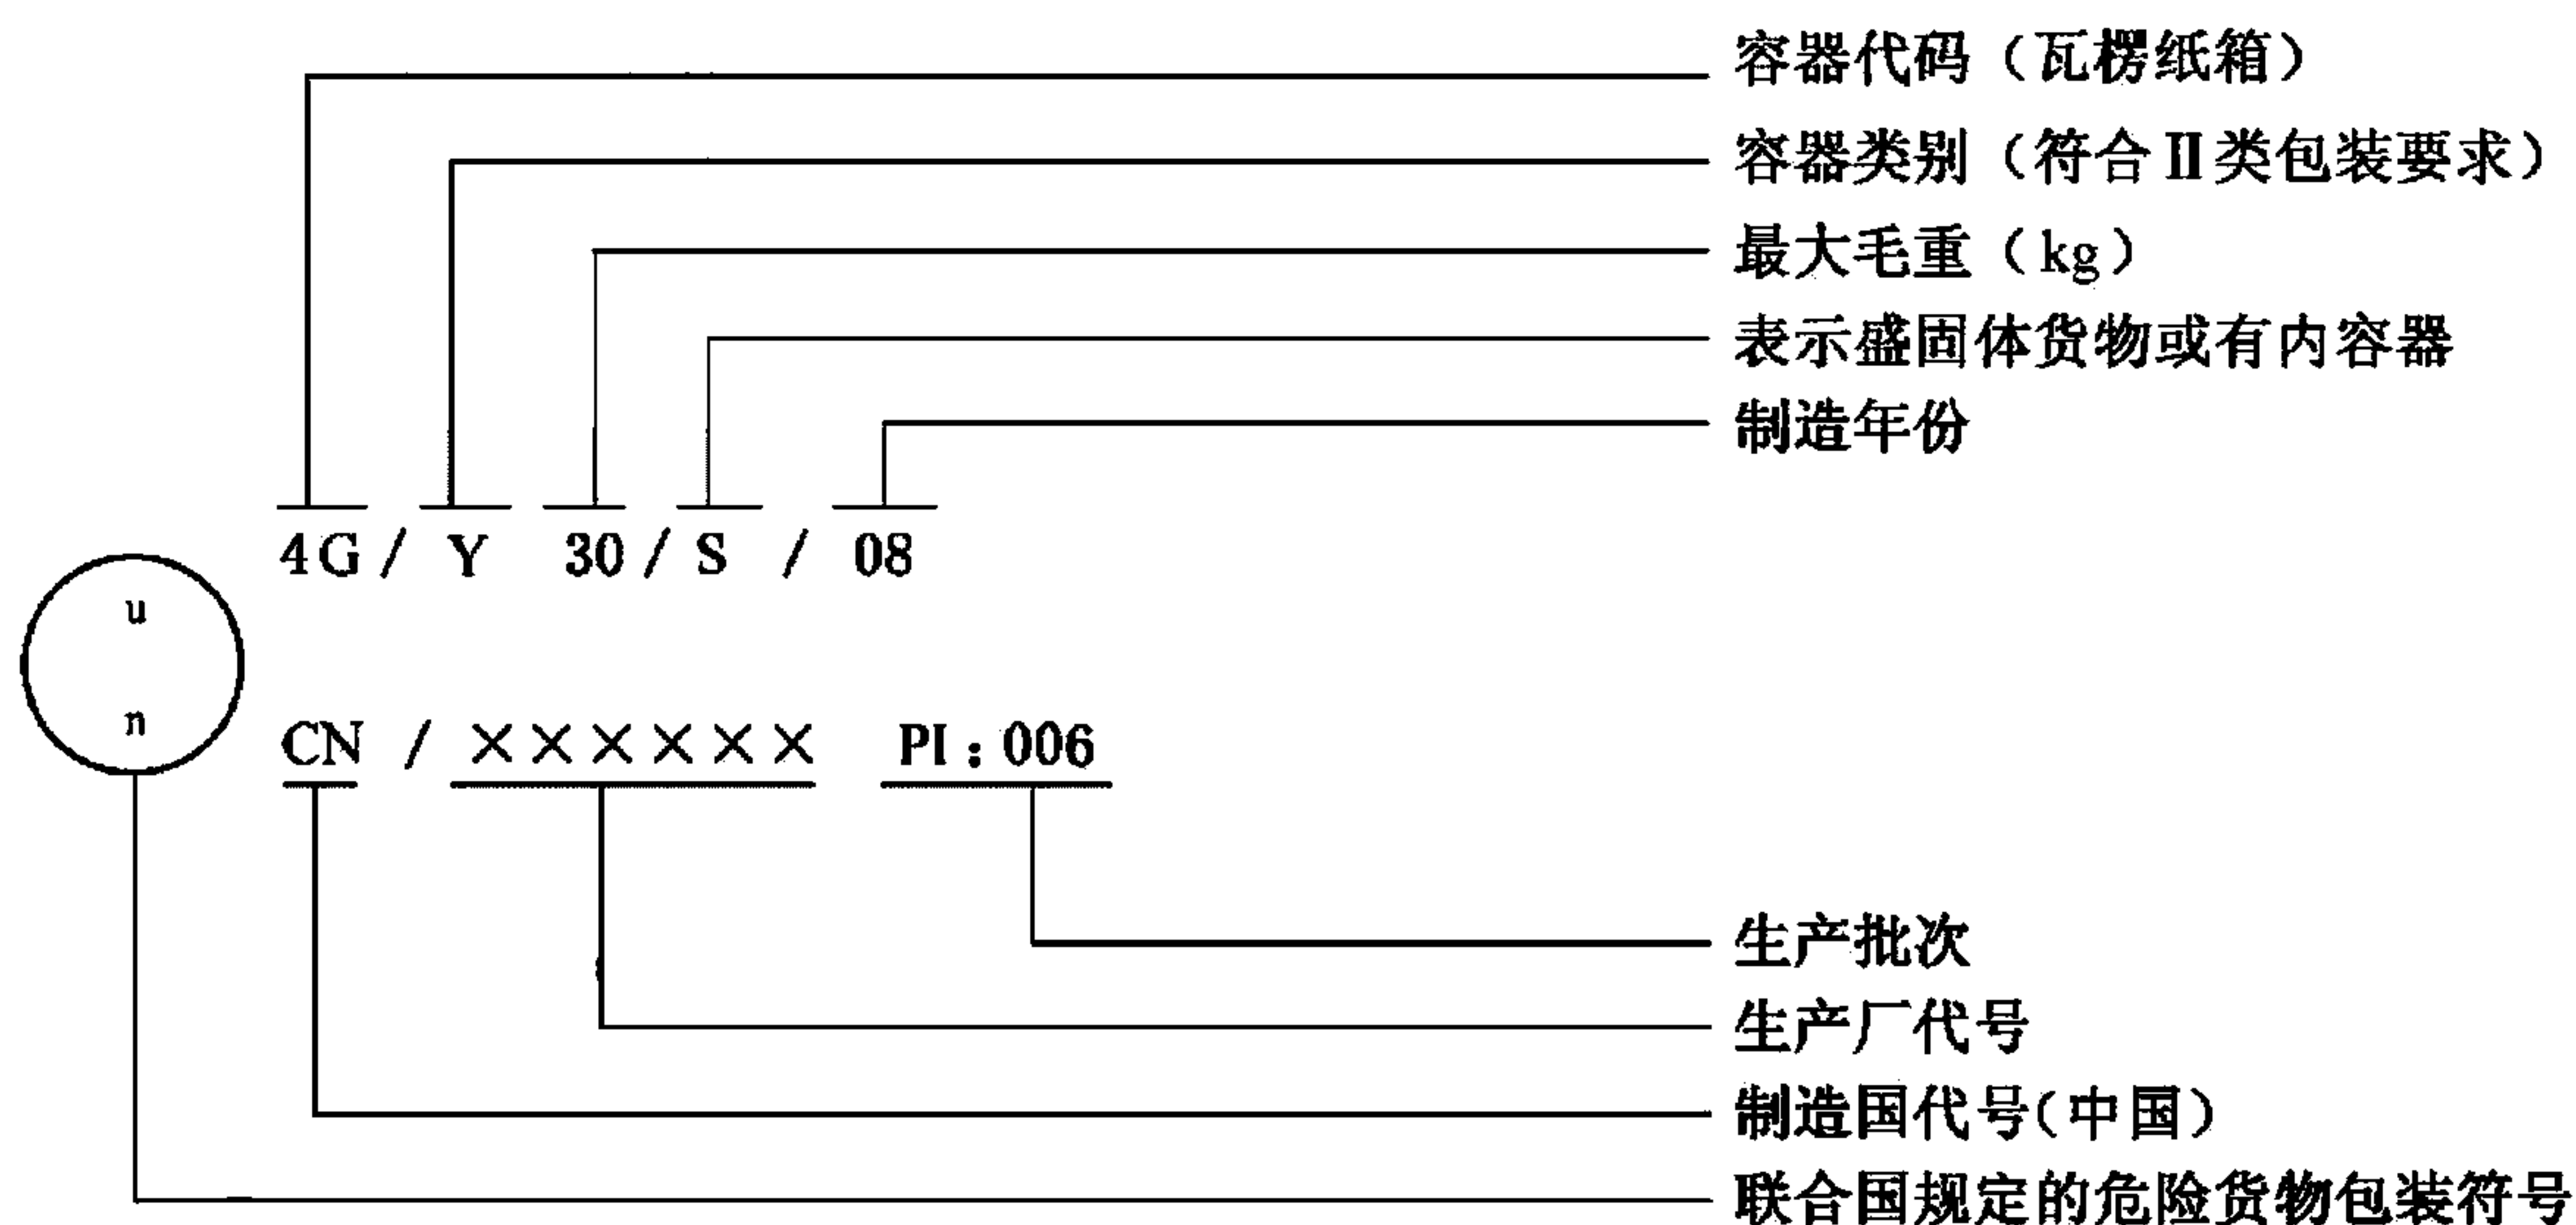 容器代码（瓦楞纸箱）
容器类别（符合Ⅱ类包装要求）
最大毛重（kg）
表示盛固体货物或有内容器
制造年份
4G/ Y 30/S / 08
u
n
CN / ×××××× PI：006
生产批次
生产厂代号
制造国代号（中国）
联合国规定的危险货物包装符号